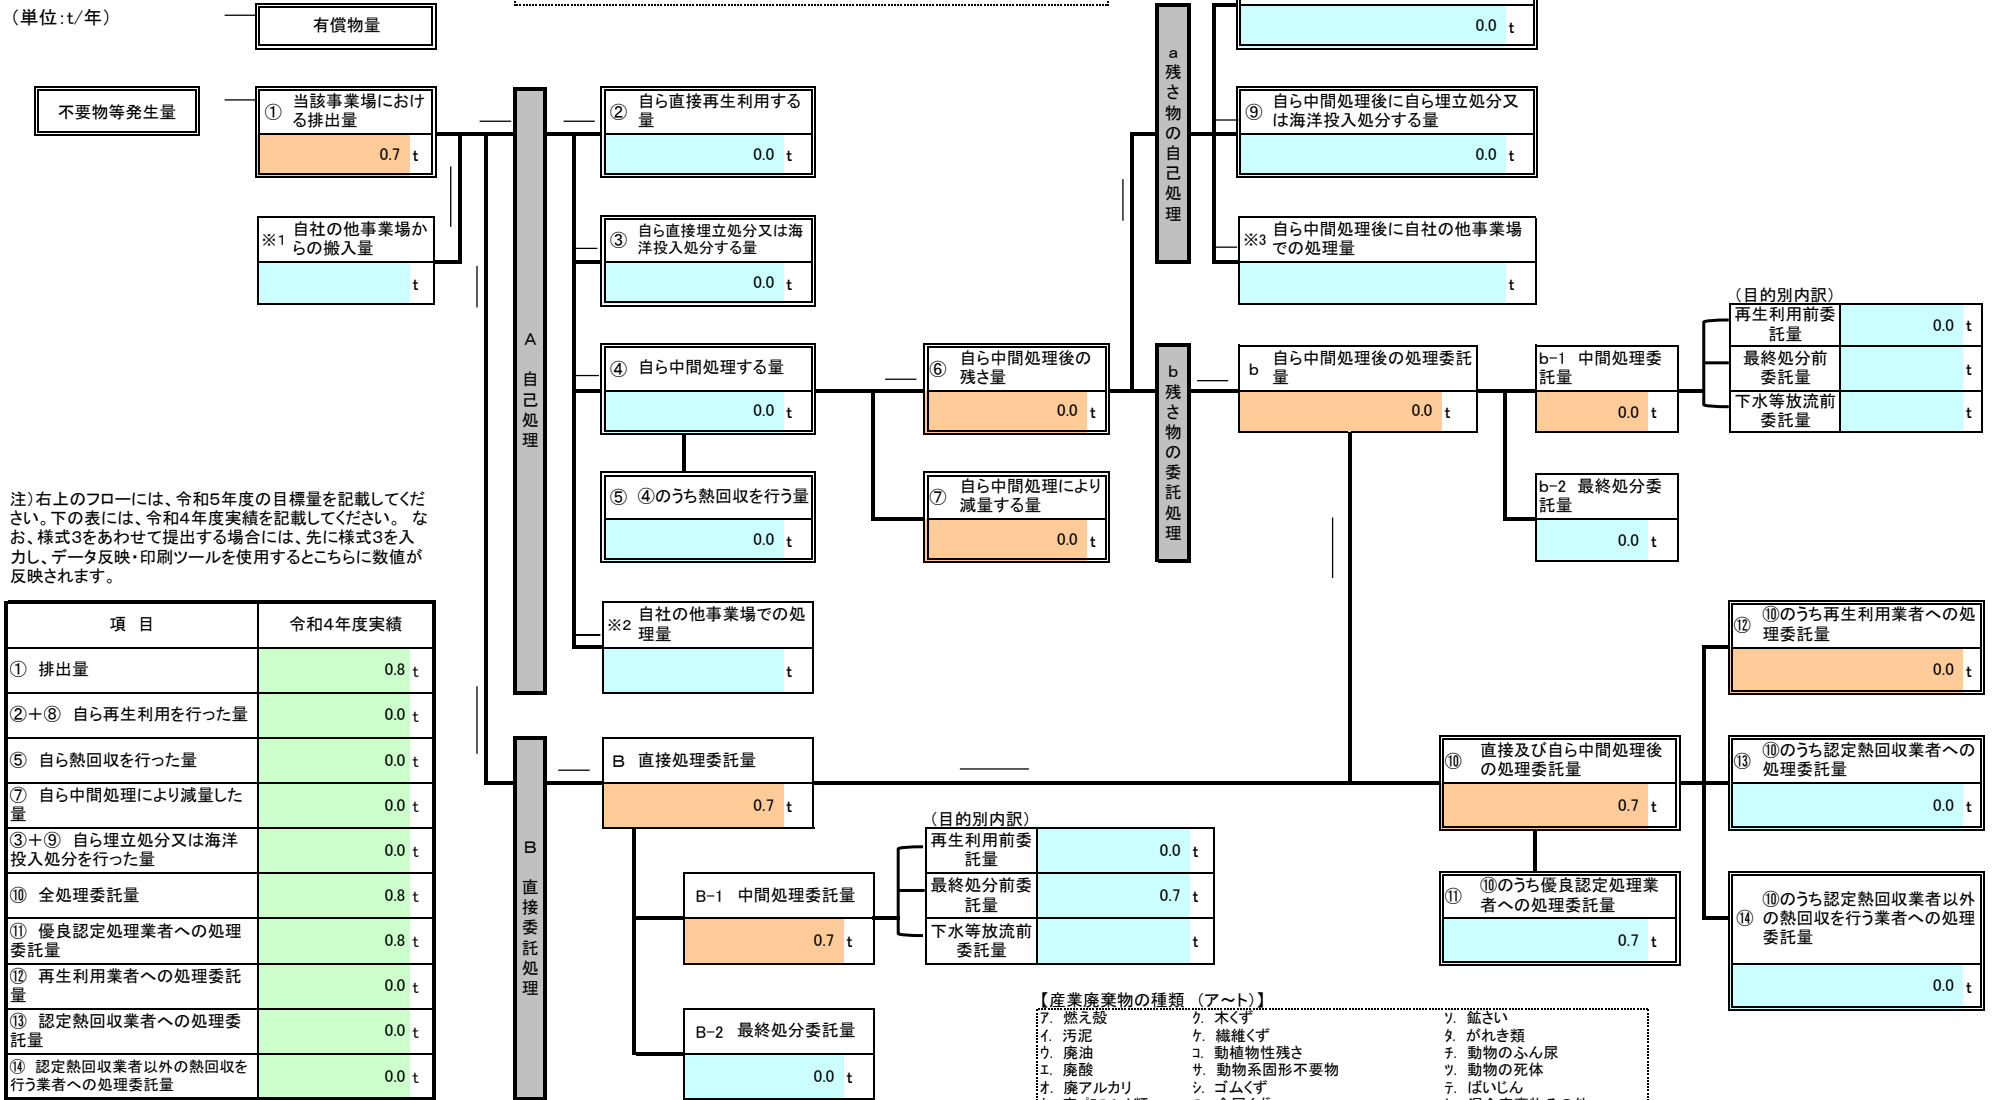 （単位：ｔ/年）
有償物量
0.0 t
不要物等発生量
① 当該事業場におけ
る排出量
0.7 t
※1 自社の他事業場か
らの搬入量
t
A 自己処理
② 自ら直接再生利用する
量
0.0 t
③ 自ら直接埋立処分又は海
洋投入処分する量
0.0 t
④ 自ら中間処理する量
0.0 t
⑤ ④のうち熱回収を行う量
0.0 t
※2 自社の他事業場での処
理量
t
⑥ 自ら中間処理後の
残さ量
0.0 t
⑦ 自ら中間処理により
減量する量
0.0 t
a 残さ物の自己処理
⑨ 自ら中間処理後に自ら埋立処分又
は海洋投入処分する量
0.0 t
※3 自ら中間処理後に自社の他事業場
での処理量
t
b 残さ物の委託処理
b 自ら中間処理後の処理委託
量
0.0 t
b-1 中間処理委
託量
0.0 t
b-2 最終処分委
託量
0.0 t
（目的別内訳）
再生利用前委
託量
0.0 t
最終処分前
委託量
t
下水等放流前
委託量
t
注）右上のフローには、令和５年度の目標量を記載してくだ
さい。下の表には、令和４年度実績を記載してください。 な
お、様式３をあわせて提出する場合には、先に様式３を入
力し、データ反映・印刷ツールを使用するとこちらに数値が
反映されます。
項 目 令和４年度実績
① 排出量 0.8 t
②＋⑧ 自ら再生利用を行った量 0.0 t
⑤ 自ら熱回収を行った量 0.0 t
⑦ 自ら中間処理により減量した
量 0.0 t
③＋⑨ 自ら埋立処分又は海洋
投入処分を行った量 0.0 t
⑩ 全処理委託量 0.8 t
⑪ 優良認定処理業者への処理
委託量 0.8 t
⑫ 再生利用業者への処理委託
量 0.0 t
⑬ 認定熱回収業者への処理委
託量 0.0 t
⑭ 認定熱回収業者以外の熱回収を
行う業者への処理委託量 0.0 t
B 直接委託処理
B 直接処理委託量
0.7 t
B-1 中間処理委託量
0.7 t
B-2 最終処分委託量
0.0 t
（目的別内訳）
再生利用前委
託量
0.0 t
最終処分前委
託量
0.7 t
下水等放流前
委託量
t
⑩ 直接及び自ら中間処理後
の処理委託量
0.7 t
⑪ ⑩のうち優良認定処理業
者への処理委託量
0.7 t
⑫ ⑩のうち再生利用業者への処
理委託量
0.0 t
⑬ ⑩のうち認定熱回収業者への
処理委託量
0.0 t
⑭ ⑩のうち認定熱回収業者以外
の熱回収を行う業者への処理
委託量
0.0 t
【産業廃棄物の種類 （ア～ト）】
ア. 燃え殻 ク. 木くず ソ. 鉱さい
イ. 汚泥 ケ. 繊維くず タ. がれき類
ウ. 廃油 コ. 動植物性残さ チ. 動物のふん尿
エ. 廃酸 サ. 動物系固形不要物 ツ. 動物の死体
オ. 廃アルカリ シ. ゴムくず テ. ばいじん